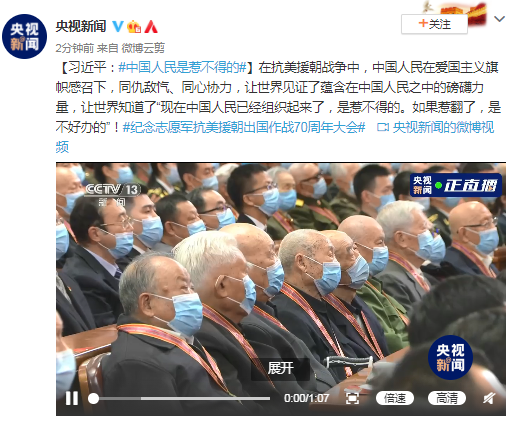 央视新闻
央视新闻
+关注
2分钟前 来自 微博云剪
【习近平：#中国人民是惹不得的#】在抗美援朝战争中，中国人民在爱国主义旗
帜感召下，同仇敌忾、同心协力，让世界见证了蕴含在中国人民之中的磅礴力
量，让世界知道了“现在中国人民已经组织起来了，是惹不得的。如果惹翻了，是
不好办的”！#纪念志愿军抗美援朝出国作战70周年大会# 央视新闻的微博视
频
CCTV 13
新闻
央视新闻 正直播
央视新闻
展开
0:00/1:07
倍速
高清